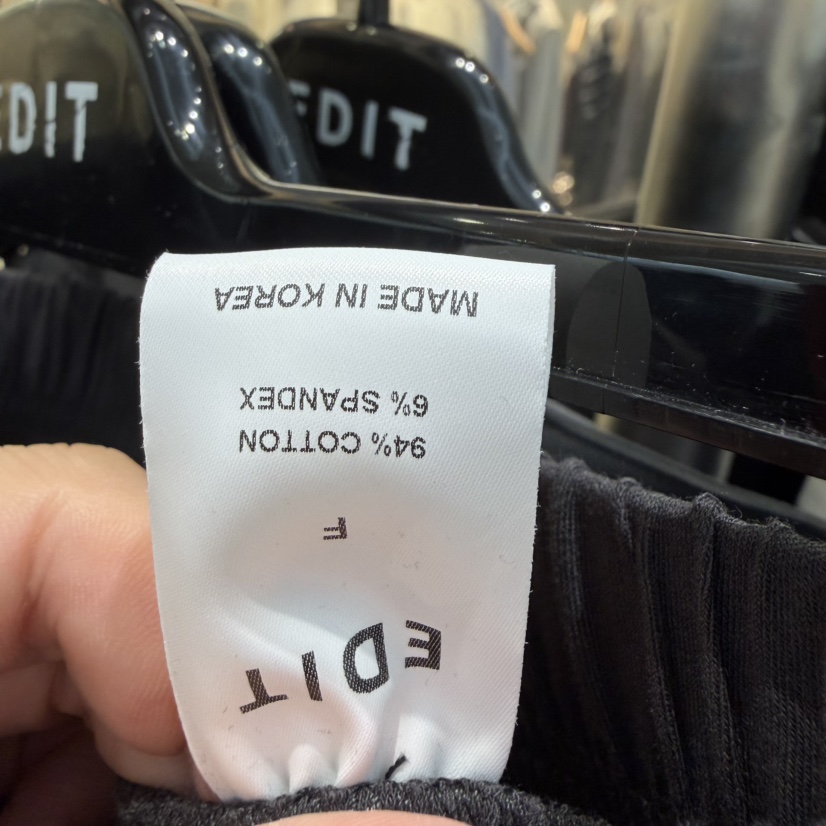 EDIT
EDIT
EDIT
F
94% COTTON
6% SPANDEX
MADE IN KOREA